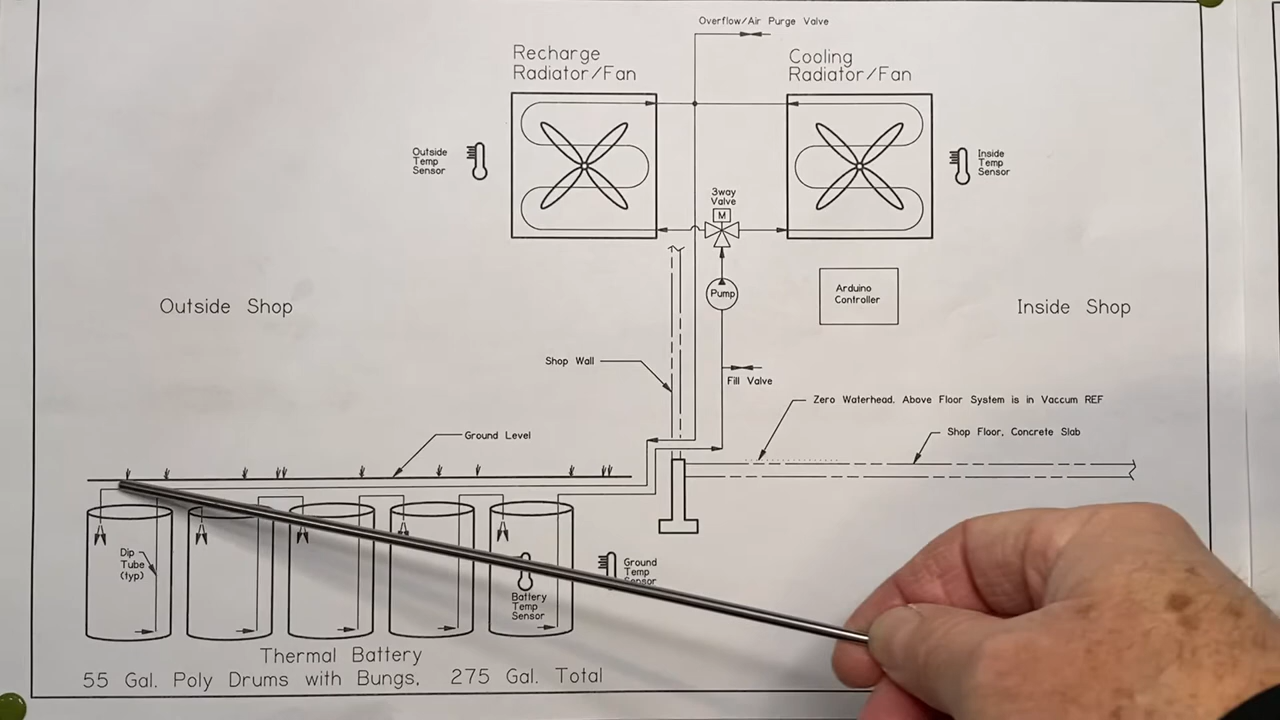 Overflow/Air Purge Valve
Recharge
Radiator/Fan
Cooling
Radiator/Fan
Outside
Temp
Sensor
Inside
Temp
Sensor
3way
Valve
M
Pump
Arduino
Controller
Outside Shop
Inside Shop
Shop Wall
Fill Valve
Zero Waterhead. Above Floor System is in Vaccum REF
Shop Floor, Concrete Slab
Ground Level
Dip
Tube
(typ)
Ground
Temp
Sensor
Battery
Temp
Sensor
Thermal Battery
55 Gal. Poly Drums with Bungs. 275 Gal. Total